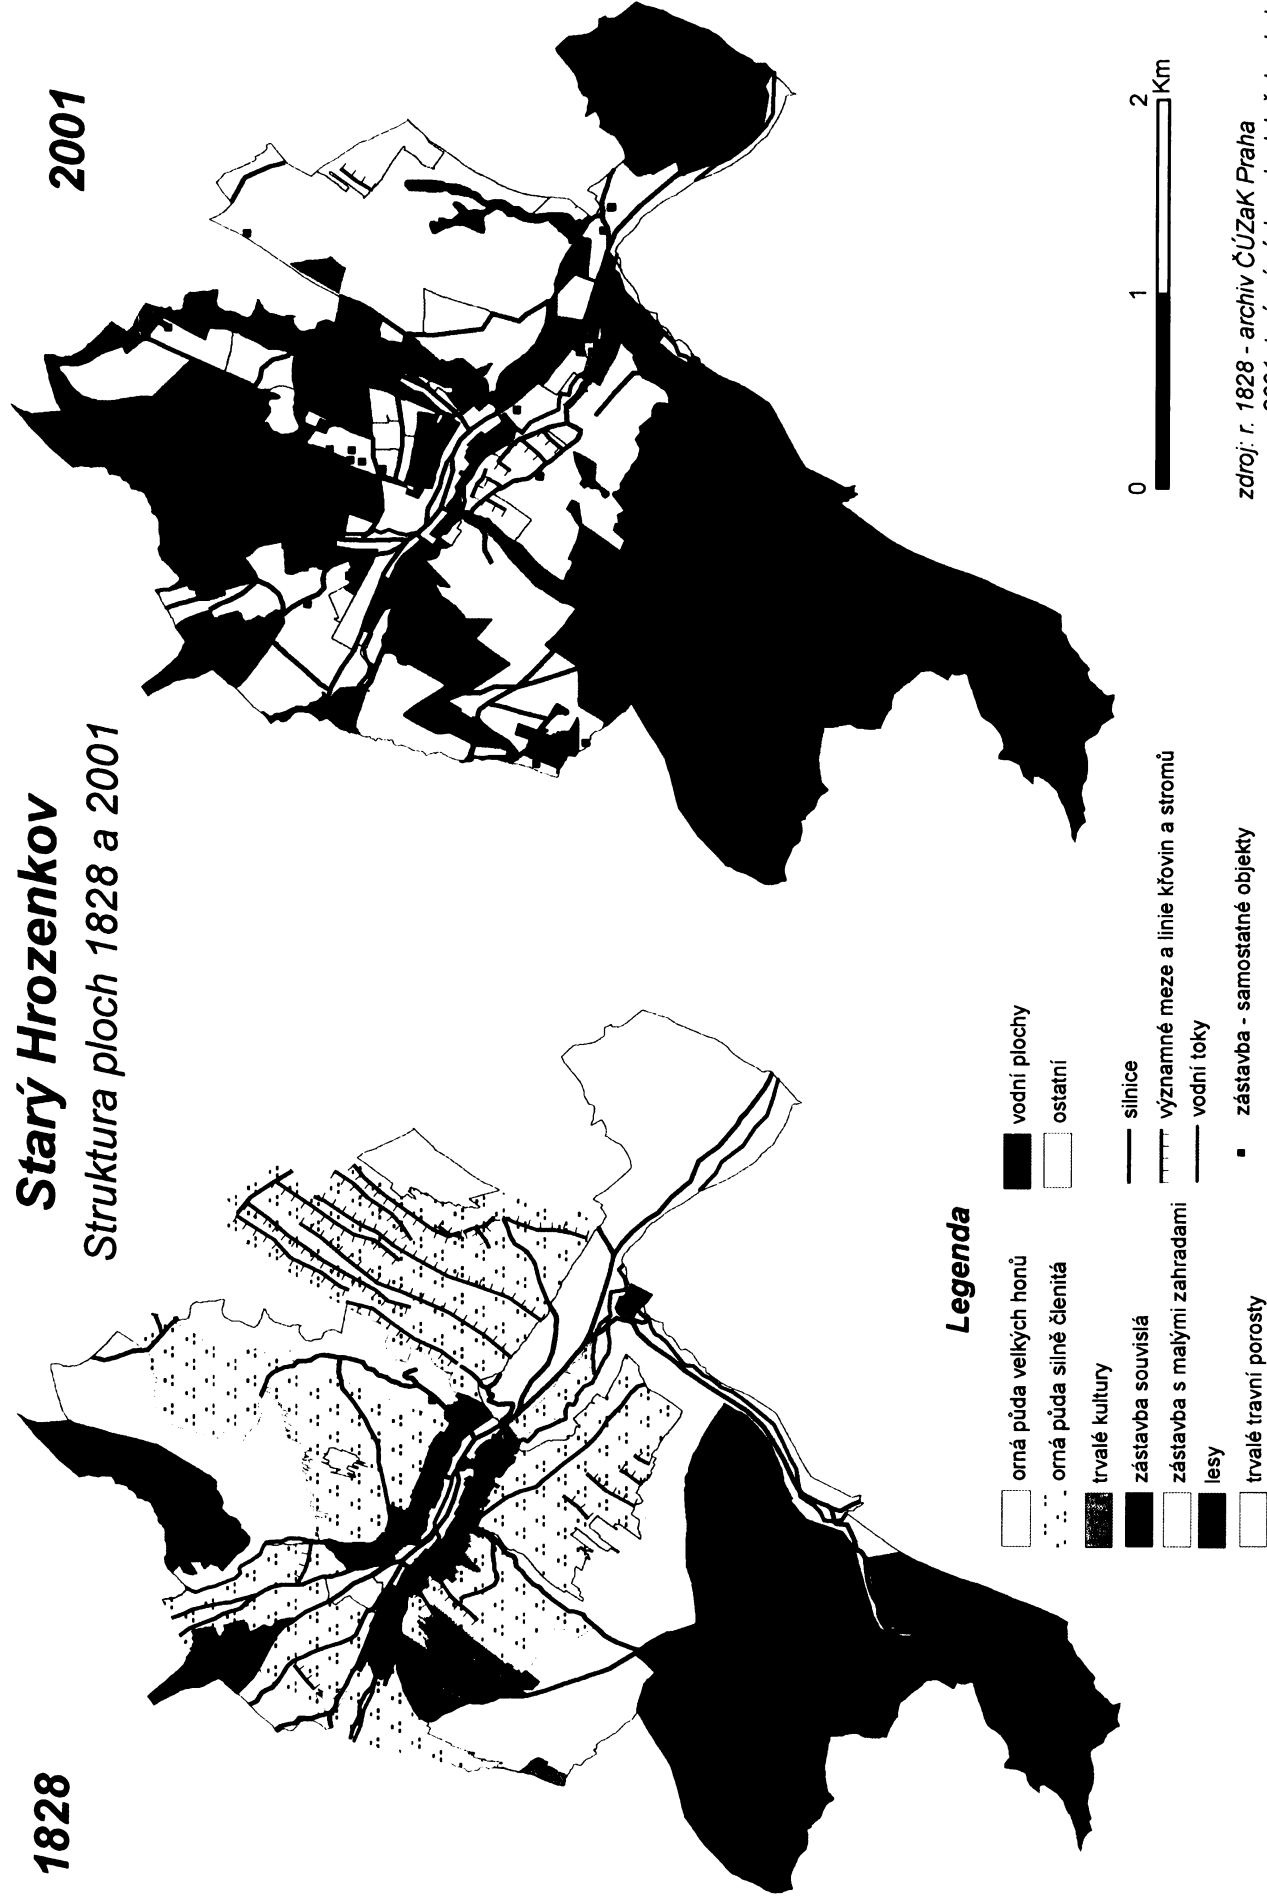 Starý Hrozenkov
Struktura ploch 1828 a 2001
1828
2001
Legenda
orná půda velkých honů
orná půda silně členitá
trvalé kultury
zástavba souvislá
zástavba s malými zahradami
lesy
trvalé travní porosty
vodní plochy
ostatní
silnice
významné meze a linie křovin a stromů
vodní toky
zástavba - samostatné objekty
0 1 2 Km
zdroj: r. 1828 - archiv ČÚZaK Praha